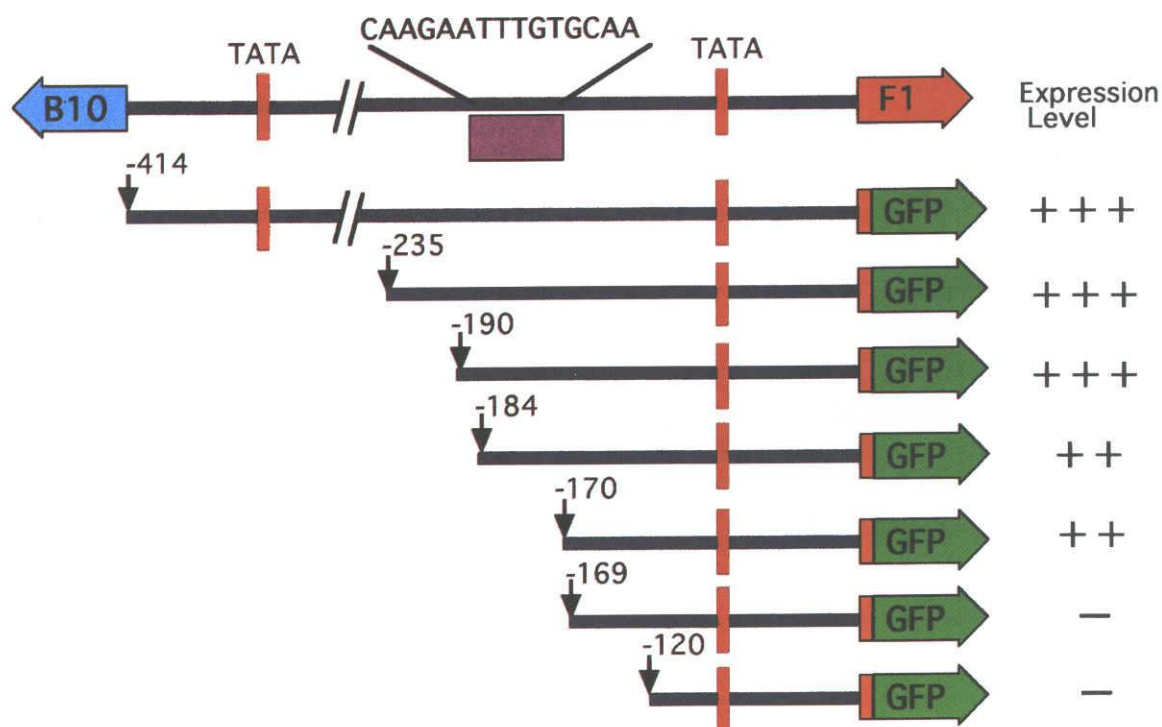 CAAGAATTTGTGCAA
TATA
TATA
B10
F1
Expression
Level
-414
GFP
+ + +
-235
GFP
+ + +
-190
GFP
+ + +
-184
GFP
+ +
-170
GFP
+ +
-169
GFP
−
-120
GFP
−